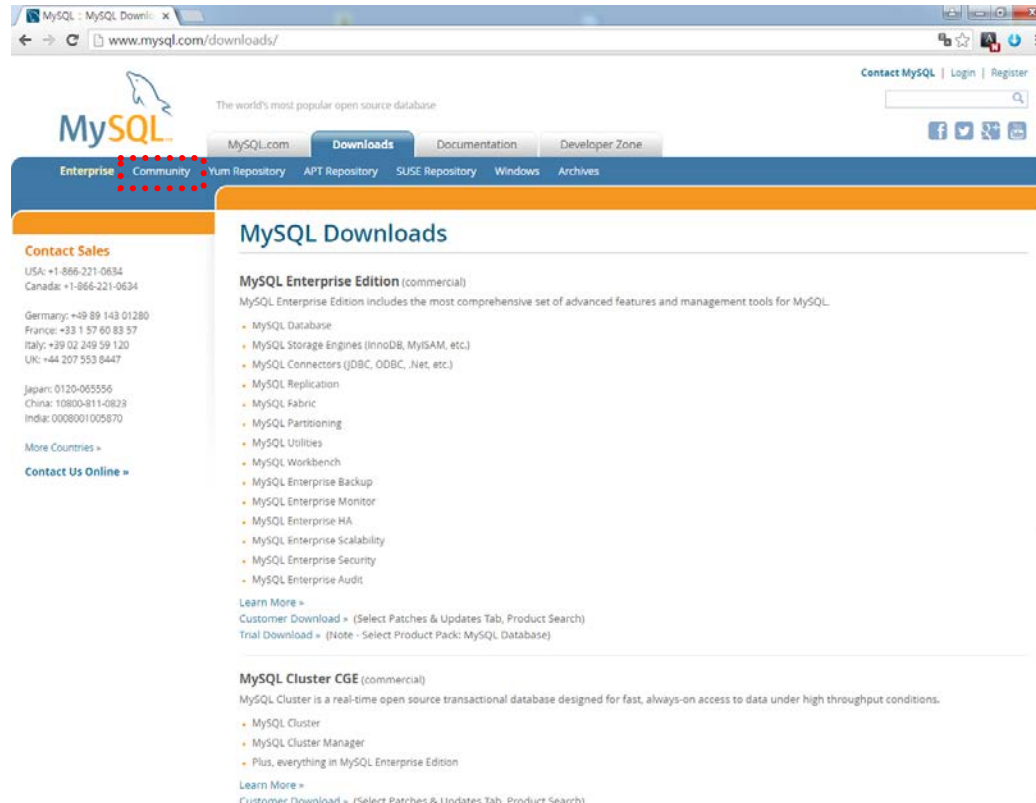 MySQL : MySQL Downlo
www.mysql.com/downloads/
Contact MySQL | Login | Register
MySQL
The world's most popular open source database
MySQL.com Downloads Documentation Developer Zone
Enterprise Community Yum Repository APT Repository SUSE Repository Windows Archives
MySQL Downloads
Contact Sales
USA: +1-866-221-0634
Canada: +1-866-221-0634
Germany: +49 89 143 01280
France: +33 1 57 60 83 57
Italy: +39 02 249 59 120
UK: +44 207 553 8447
Japan: 0120-065556
China: 10800-811-0823
India: 0008001005870
More Countries »
Contact Us Online »
MySQL Enterprise Edition (commercial)
MySQL Enterprise Edition includes the most comprehensive set of advanced features and management tools for MySQL.
MySQL Database
MySQL Storage Engines (InnoDB, MyISAM, etc.)
MySQL Connectors (JDBC, ODBC, .Net, etc.)
MySQL Replication
MySQL Fabric
MySQL Partitioning
MySQL Utilities
MySQL Workbench
MySQL Enterprise Backup
MySQL Enterprise Monitor
MySQL Enterprise HA
MySQL Enterprise Scalability
MySQL Enterprise Security
MySQL Enterprise Audit
Learn More »
Customer Download » (Select Patches & Updates Tab, Product Search)
Trial Download » (Note - Select Product Pack: MySQL Database)
MySQL Cluster CGE (commercial)
MySQL Cluster is a real-time open source transactional database designed for fast, always-on access to data under high throughput conditions.
MySQL Cluster
MySQL Cluster Manager
Plus, everything in MySQL Enterprise Edition
Learn More »
Customer Download » (Select Patches & Updates Tab, Product Search)